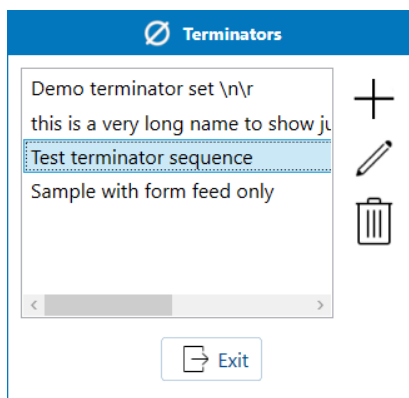 Terminators
Demo terminator set \n\r
this is a very long name to show
Test terminator sequence
Sample with form feed only
Exit